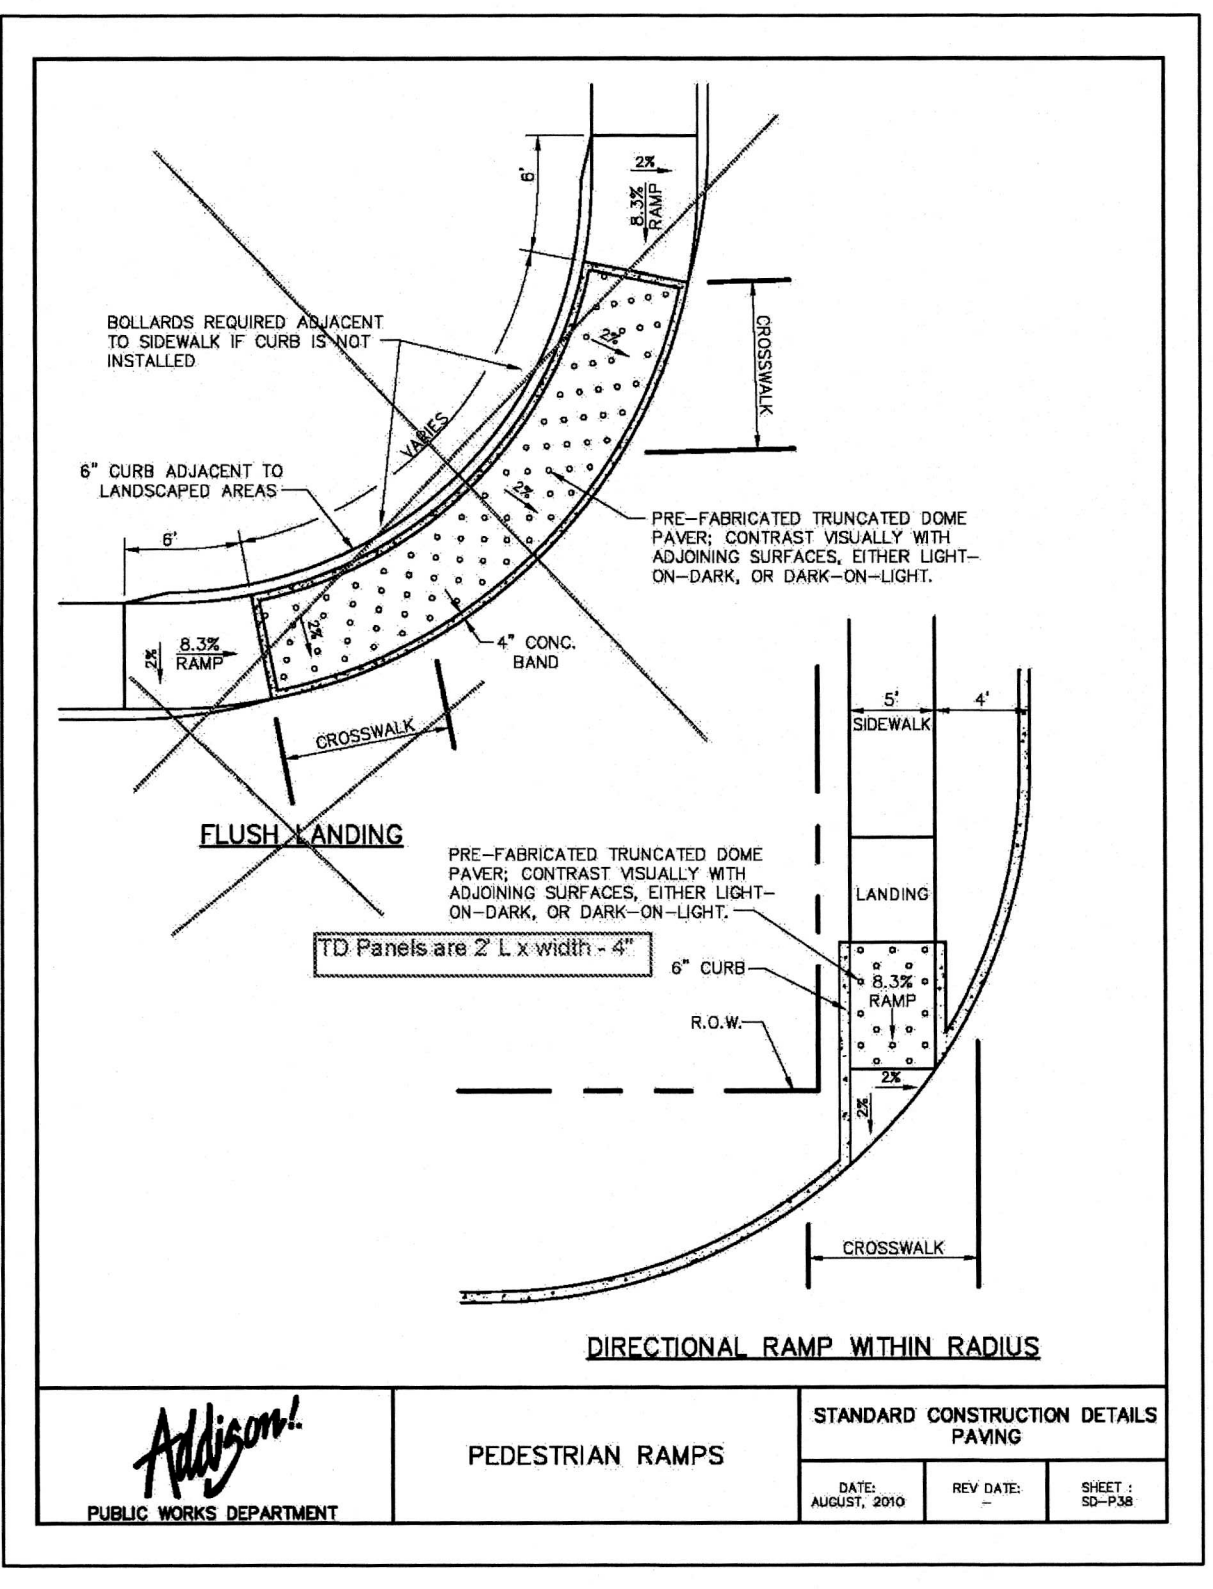 6'
2%
8.3%
RAMP
BOLLARDS REQUIRED ADJACENT
TO SIDEWALK IF CURB IS NOT
INSTALLED
2%
CROSSWALK
VARIES
6" CURB ADJACENT TO
LANDSCAPED AREAS
2%
6'
PRE-FABRICATED TRUNCATED DOME
PAVER; CONTRAST VISUALLY WITH
ADJOINING SURFACES, EITHER LIGHT-
ON-DARK, OR DARK-ON-LIGHT.
2%
8.3%
RAMP
2%
4" CONC.
BAND
CROSSWALK
FLUSH LANDING
5'
SIDEWALK
4'
PRE-FABRICATED TRUNCATED DOME
PAVER; CONTRAST VISUALLY WITH
ADJOINING SURFACES, EITHER LIGHT-
ON-DARK, OR DARK-ON-LIGHT.
LANDING
TD Panels are 2' L x width - 4"
6" CURB
8.3%
RAMP
R.O.W.
2%
2%
CROSSWALK
DIRECTIONAL RAMP WITHIN RADIUS
Addison!
PUBLIC WORKS DEPARTMENT
PEDESTRIAN RAMPS
STANDARD CONSTRUCTION DETAILS
PAVING
DATE:
AUGUST, 2010
REV DATE:
-
SHEET :
SD-P38